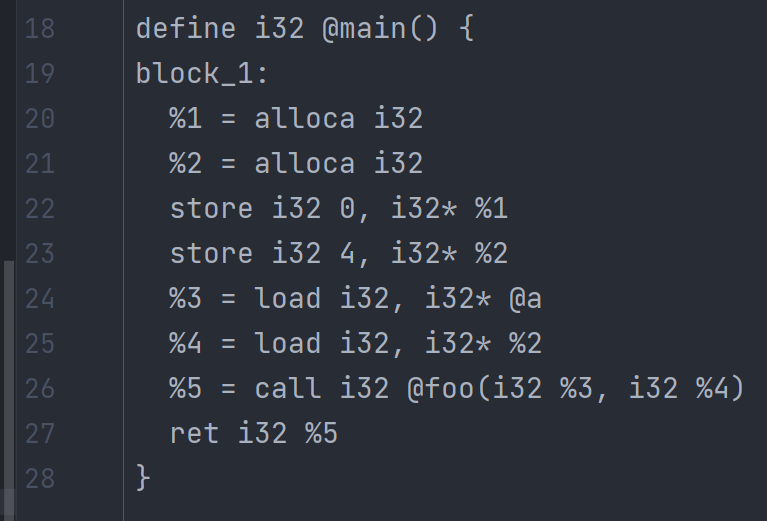 18 define i32 @main() {
19 block_1:
20   %1 = alloca i32
21   %2 = alloca i32
22   store i32 0, i32* %1
23   store i32 4, i32* %2
24   %3 = load i32, i32* @a
25   %4 = load i32, i32* %2
26   %5 = call i32 @foo(i32 %3, i32 %4)
27   ret i32 %5
28 }